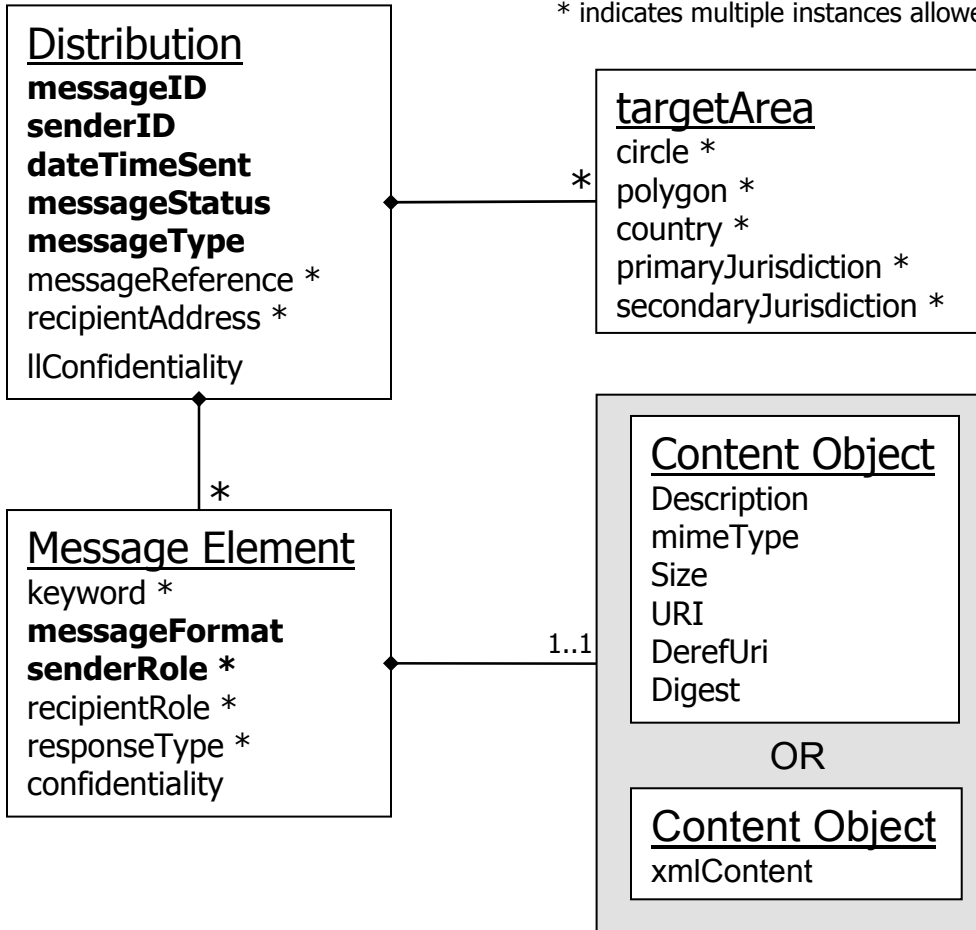 * indicates multiple instances allowe
Distribution
messageID
senderID
dateTimeSent
messageStatus
messageType
messageReference *
recipientAddress *
llConfidentiality
*
targetArea
circle *
polygon *
country *
primaryJurisdiction *
secondaryJurisdiction *
*
Message Element
keyword *
messageFormat
senderRole *
recipientRole *
responseType *
confidentiality
1..1
Content Object
Description
mimeType
Size
URI
DerefUri
Digest
OR
Content Object
xmlContent